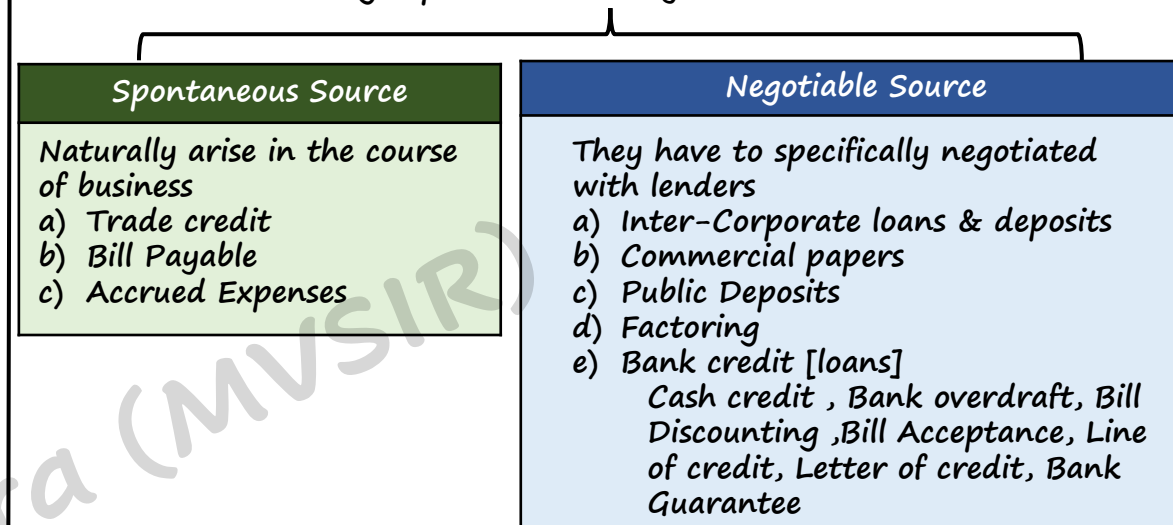 Spontaneous Source
Naturally arise in the course
of business
a) Trade credit
b) Bill Payable
c) Accrued Expenses
Negotiable Source
They have to specifically negotiated
with lenders
a) Inter-Corporate loans & deposits
b) Commercial papers
c) Public Deposits
d) Factoring
e) Bank credit [loans]
Cash credit , Bank overdraft, Bill
Discounting ,Bill Acceptance, Line
of credit, Letter of credit, Bank
Guarantee
(MVSIR)